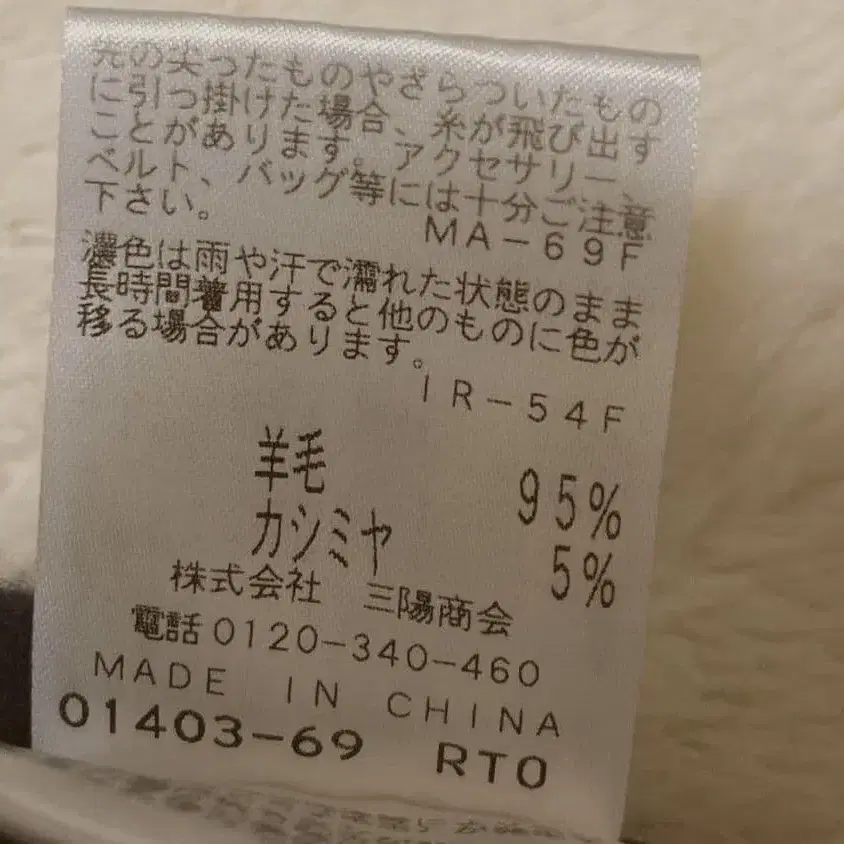 先の尖ったものやざらついたもの
に引っ掛けた場合、糸が飛び出す
ことがあります。アクセサリー、
ベルト、バッグ等には十分ご注意
下さい。
MA-69F
濃色は雨や汗で濡れた状態のまま
長時間着用すると他のものに色が
移る場合があります。
IR-54F
羊毛 95%
カシミヤ 5%
株式会社 三陽商会
電話0120-340-460
MADE IN CHINA
01403-69 RTO